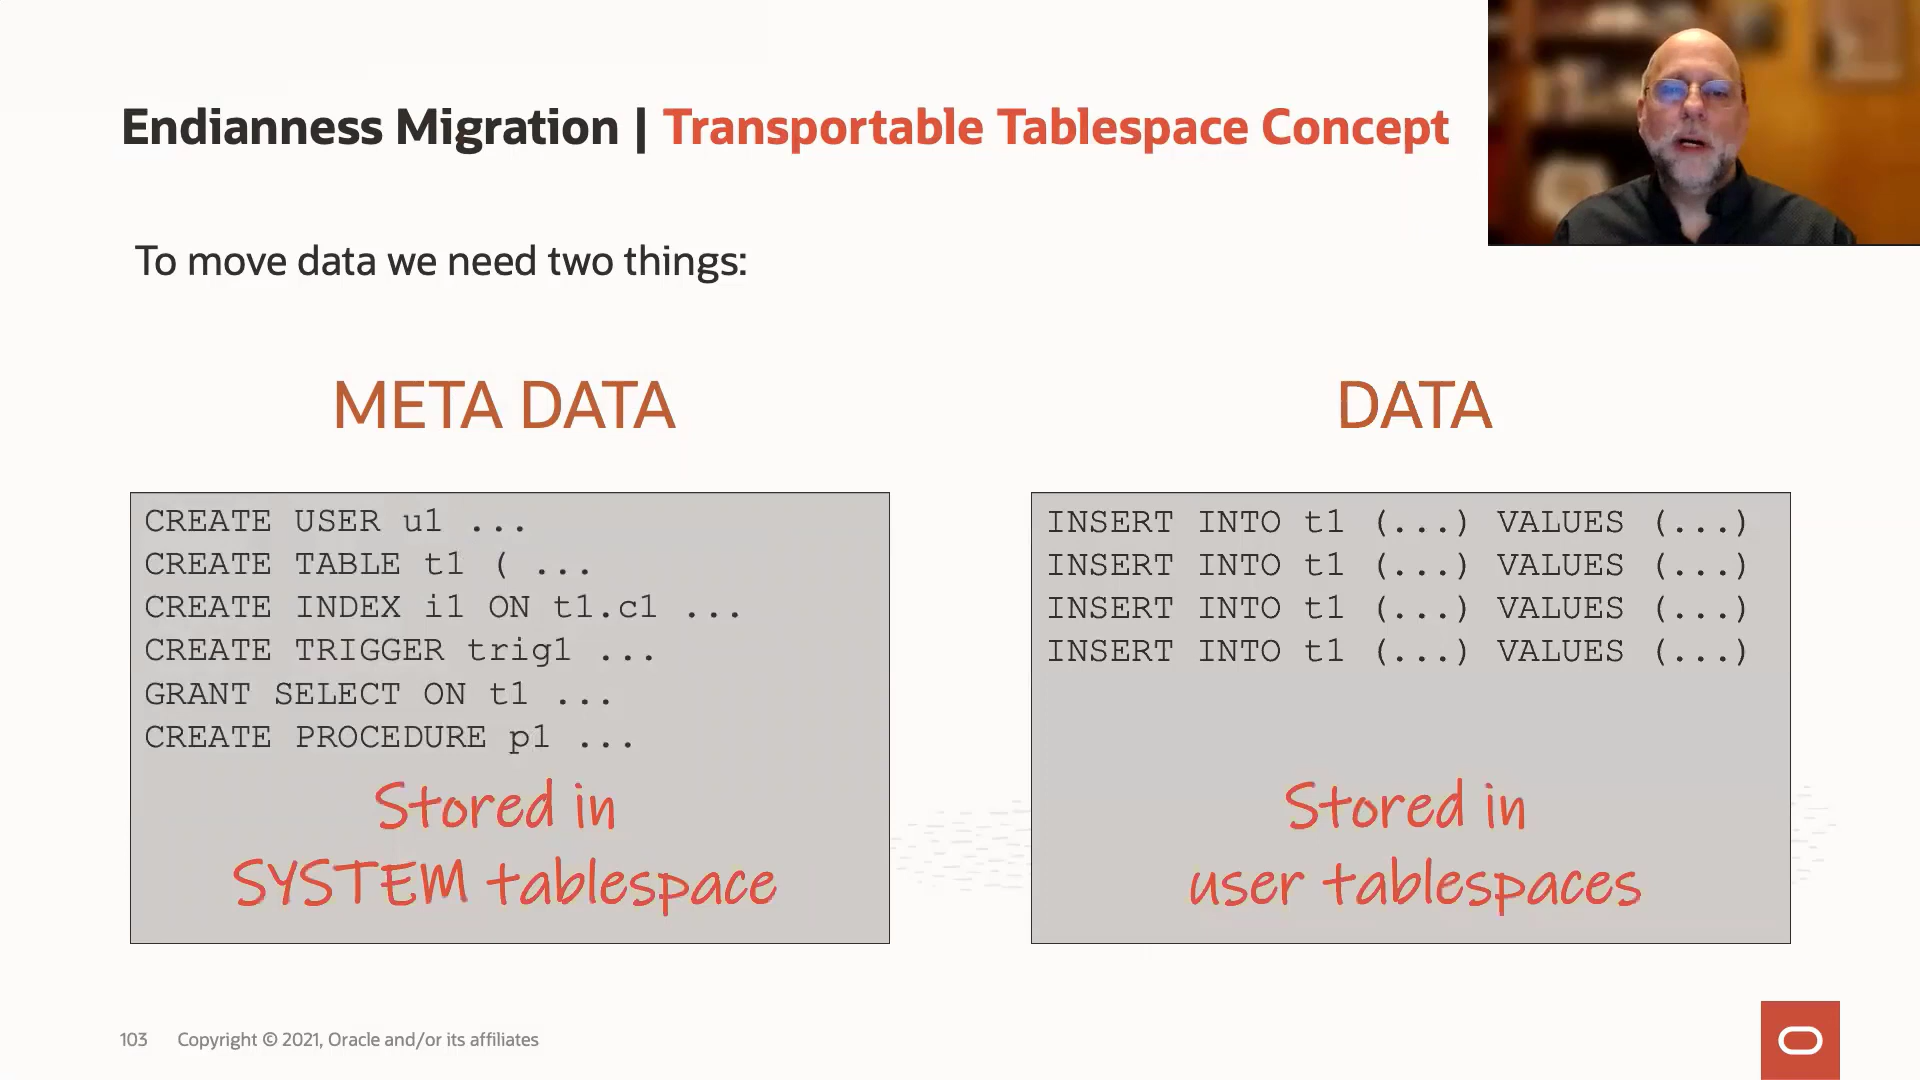 Endianness Migration | Transportable Tablespace Concept
To move data we need two things:
META DATA
CREATE USER u1 ...
CREATE TABLE t1 ( ...
CREATE INDEX i1 ON t1.c1 ...
CREATE TRIGGER trig1 ...
GRANT SELECT ON t1 ...
CREATE PROCEDURE p1 ...
Stored in
SYSTEM tablespace
DATA
INSERT INTO t1 (...) VALUES (...)
INSERT INTO t1 (...) VALUES (...)
INSERT INTO t1 (...) VALUES (...)
INSERT INTO t1 (...) VALUES (...)
Stored in
user tablespaces
103 Copyright © 2021, Oracle and/or its affiliates